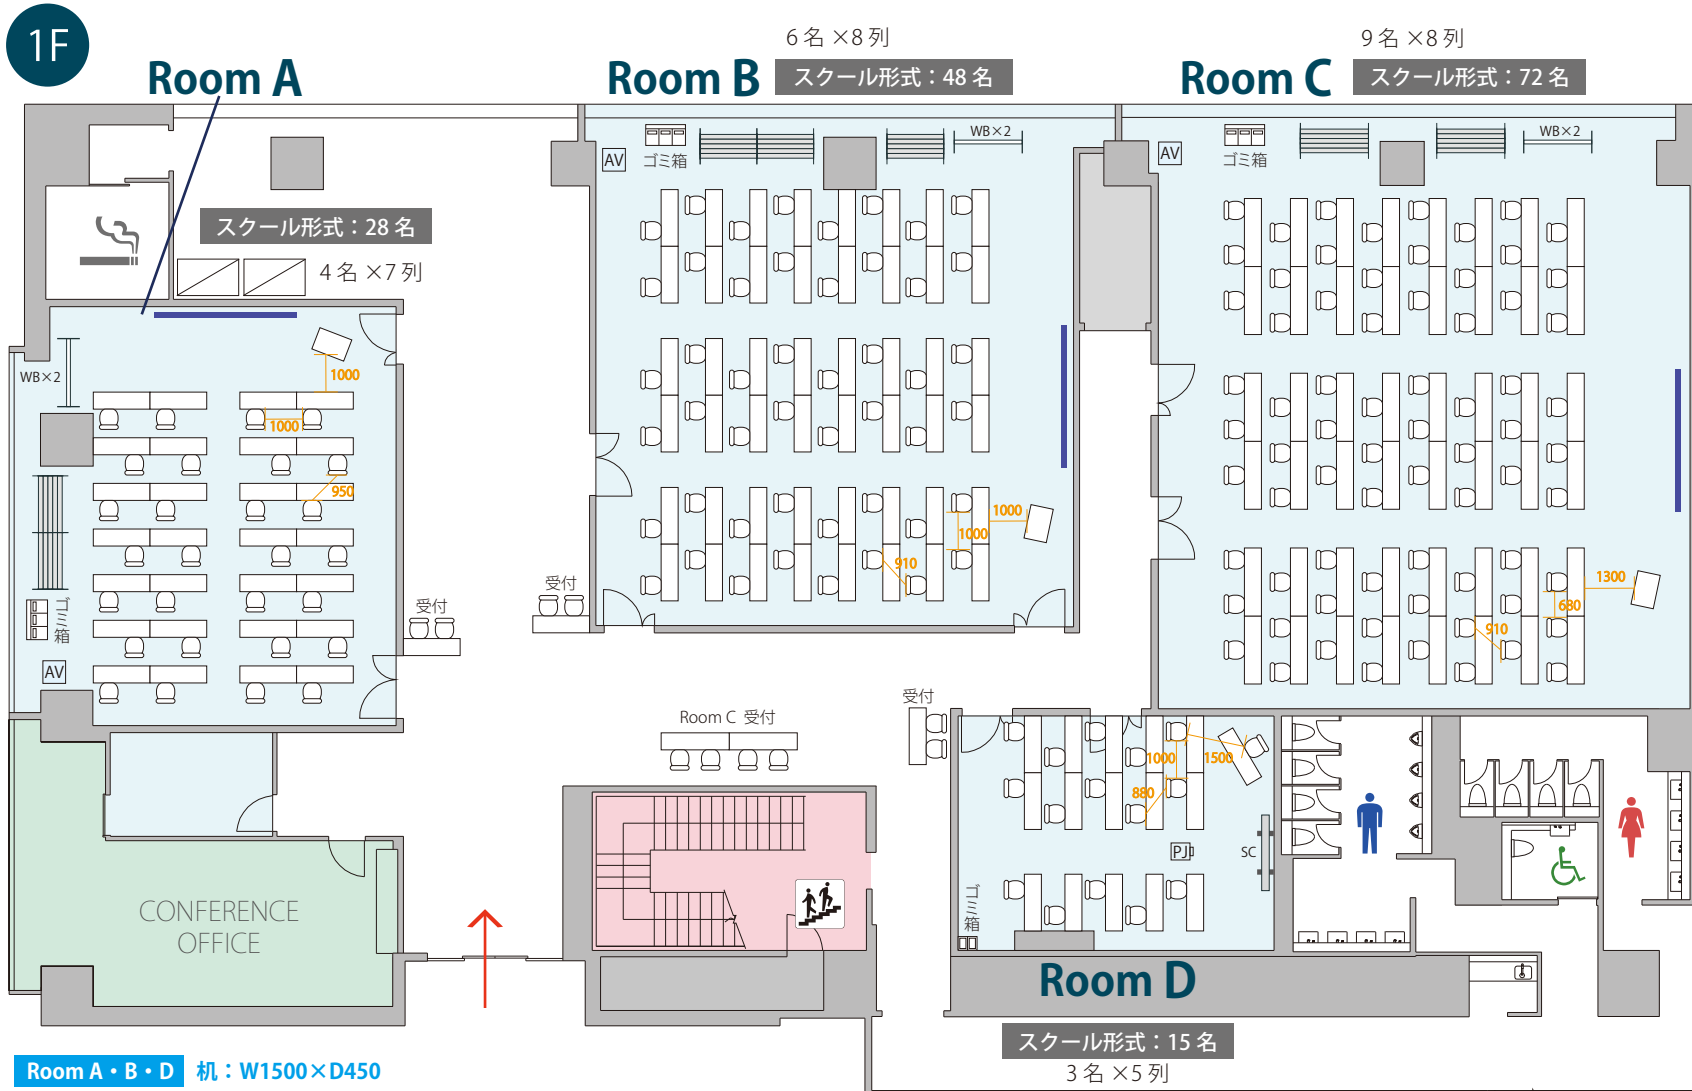 1F
6名 ×8列
9名 ×8列
Room A
Room B
スクール形式：48名
Room C
スクール形式：72名
WB×2
WB×2
AV
ゴミ箱
AV
ゴミ箱
スクール形式：28名
4名 ×7列
WB×2
1000
1000
950
1000
1000
910
1300
680
910
ゴミ箱
AV
受付
受付
受付
Room C 受付
1000
1500
880
PJ
SC
ゴミ箱
CONFERENCE
OFFICE
Room D
スクール形式：15名
3名 ×5列
Room A・B・D 机：W1500×D450